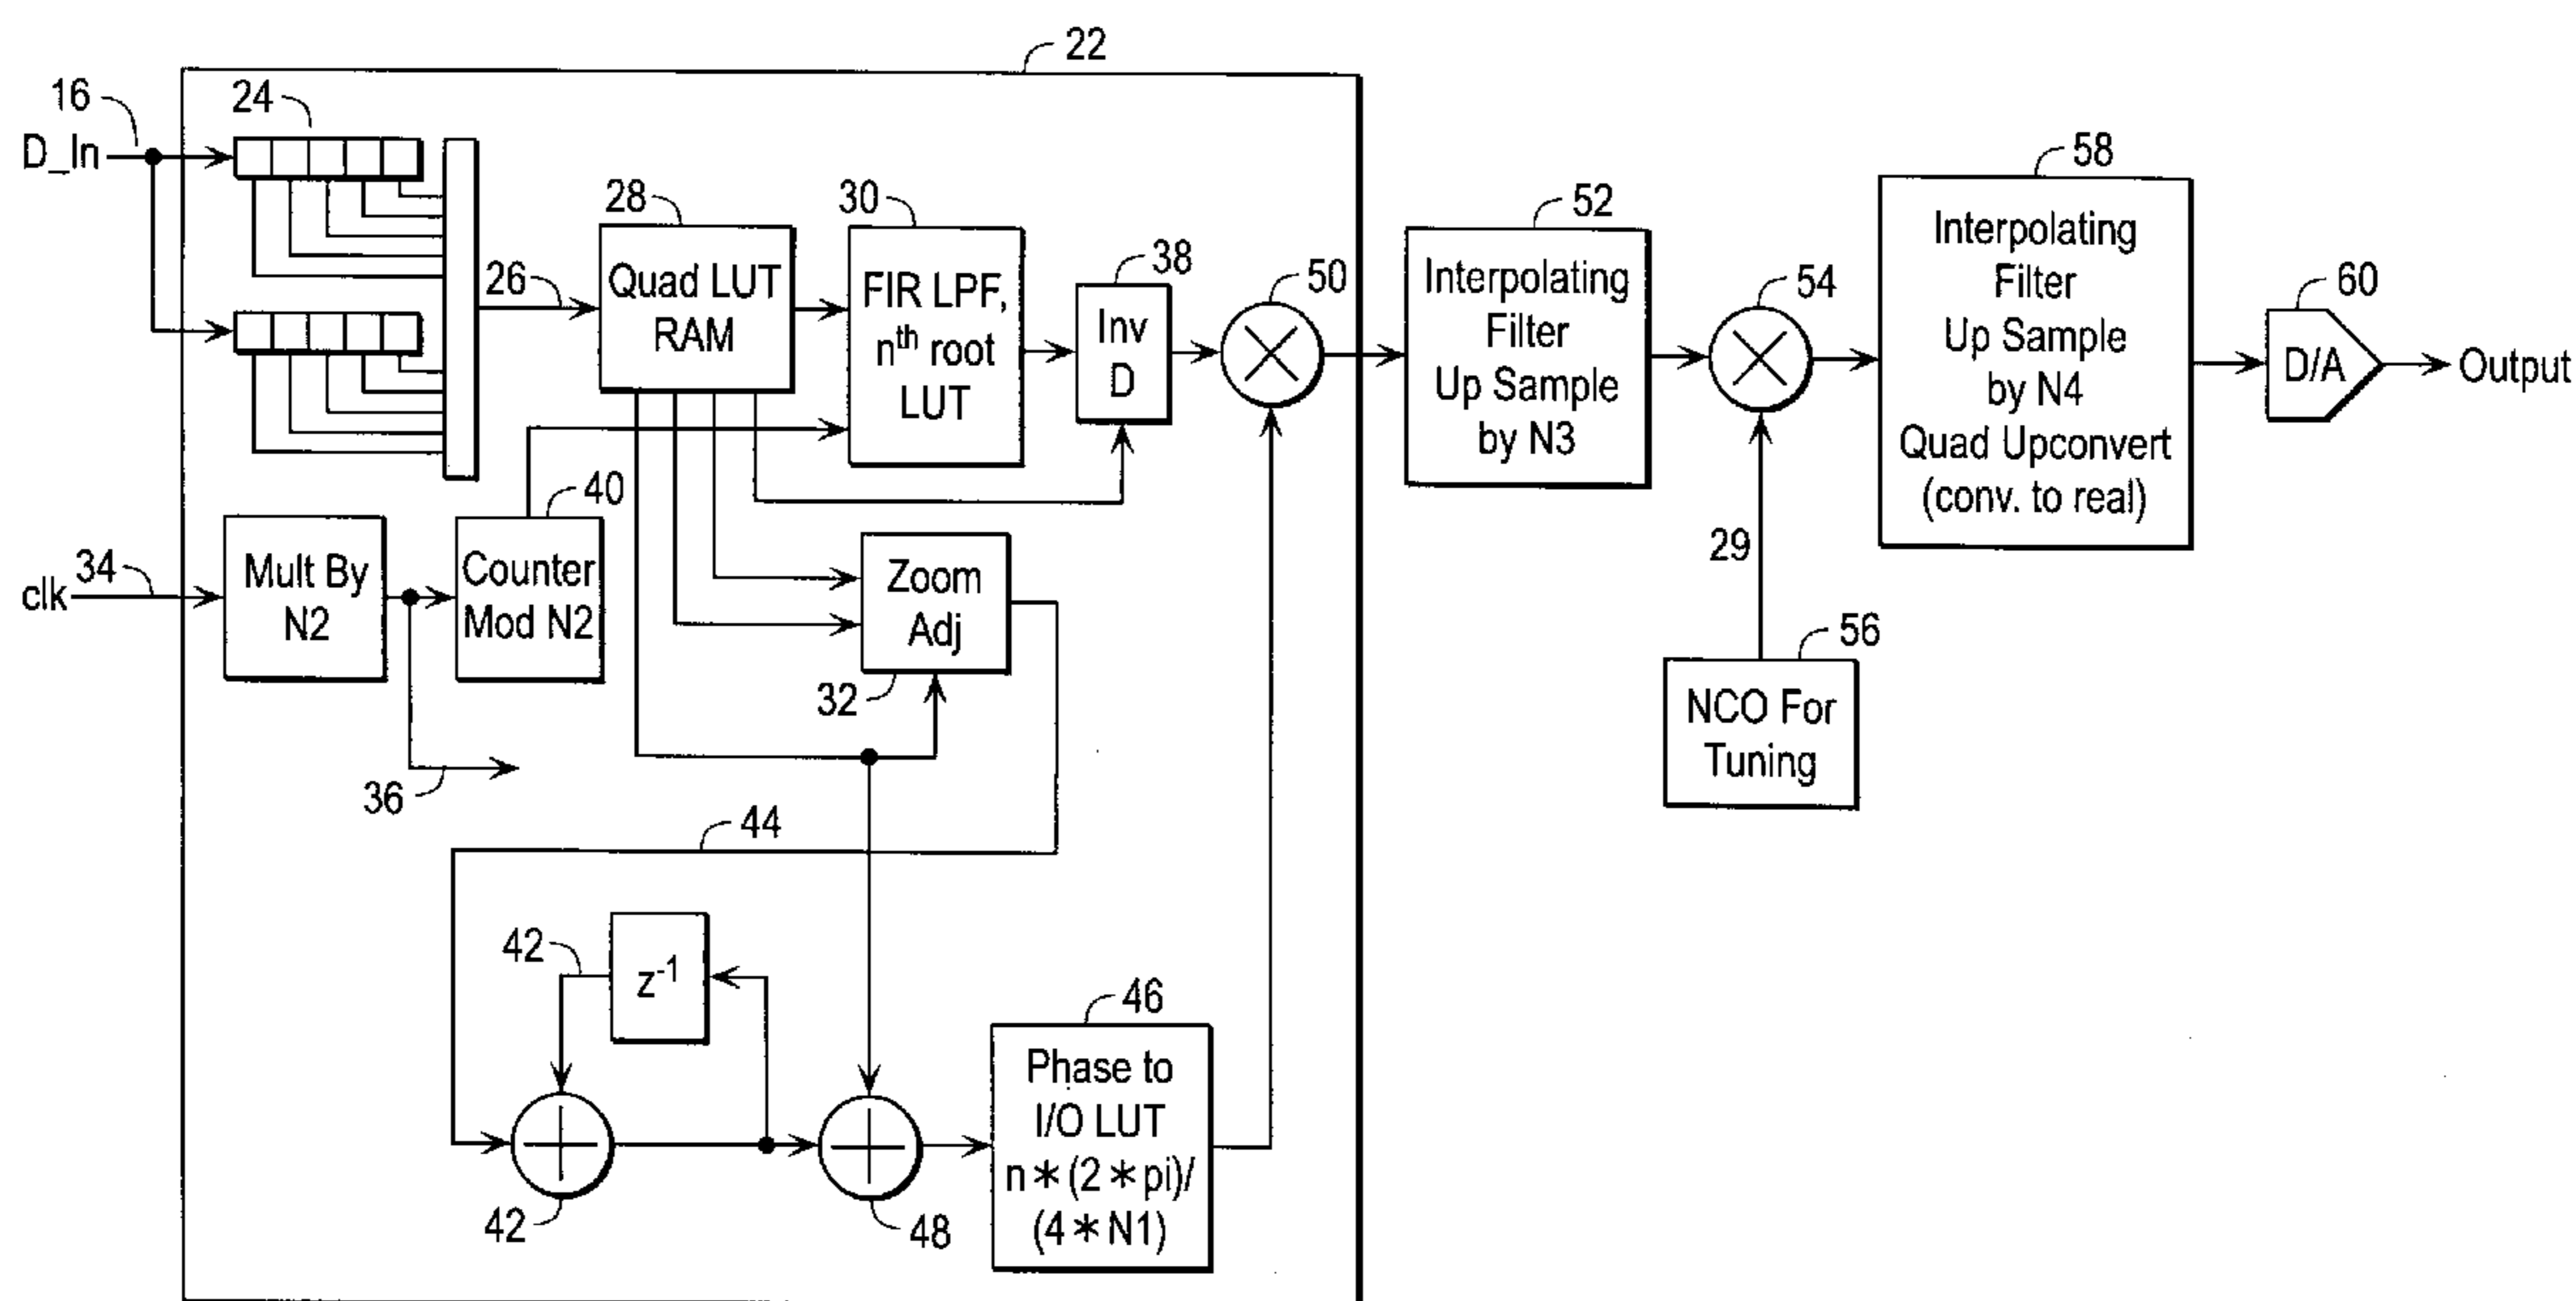 22
16
D_In
24
26
28
Quad LUT
RAM
30
FIR LPF,
nth root
LUT
38
Inv
D
50
52
Interpolating
Filter
Up Sample
by N3
54
58
Interpolating
Filter
Up Sample
by N4
Quad Upconvert
(conv. to real)
60
D/A
Output
29
56
NCO For
Tuning
clk
34
Mult By
N2
40
Counter
Mod N2
36
Zoom
Adj
32
44
42
z-1
42
48
46
Phase to
I/O LUT
n*(2*pi)/
(4*N1)